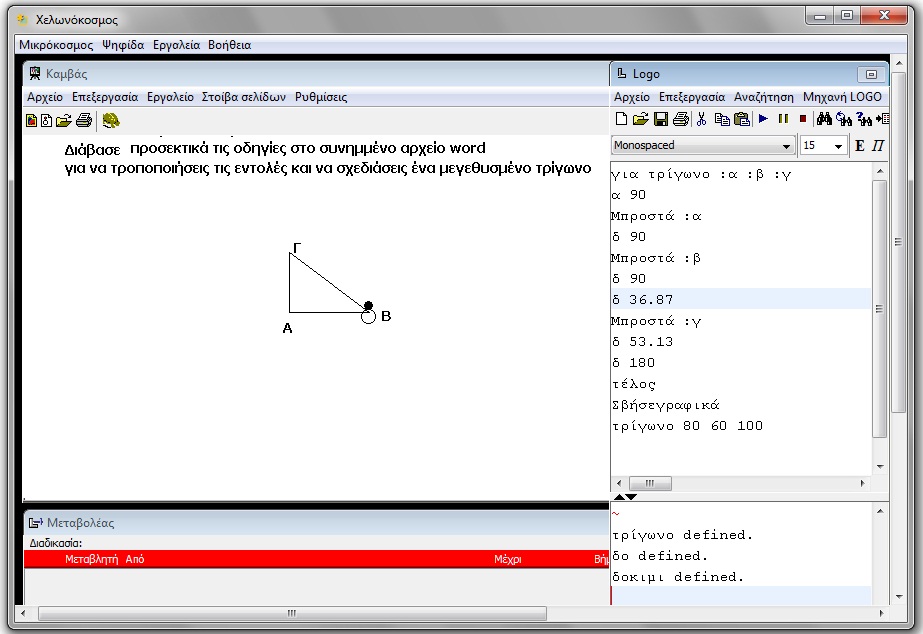 Χελωνόκοσμος
Μικρόκοσμος Ψηφίδα Εργαλεία Βοήθεια
Καμβάς
Αρχείο Επεξεργασία Εργαλείο Στοίβα σελίδων Ρυθμίσεις
Διάβασε προσεκτικά τις οδηγίες στο συνημμένο αρχείο word
για να τροποποιήσεις τις εντολές και να σχεδιάσεις ένα μεγεθυσμένο τρίγωνο
Γ
Α
Β
Logo
Αρχείο Επεξεργασία Αναζήτηση Μηχανή LOGO
Monospaced 15 Ε Π
για τρίγωνο :α :β :γ
α 90
Μπροστά :α
δ 90
Μπροστά :β
δ 90
δ 36.87
Μπροστά :γ
δ 53.13
δ 180
τέλος
Σβήσεγραφικά
τρίγωνο 80 60 100
~
τρίγωνο defined.
δο defined.
δοκιμι defined.
Μεταβολέας
Διαδικασία:
Μεταβλητή Από Μέχρι